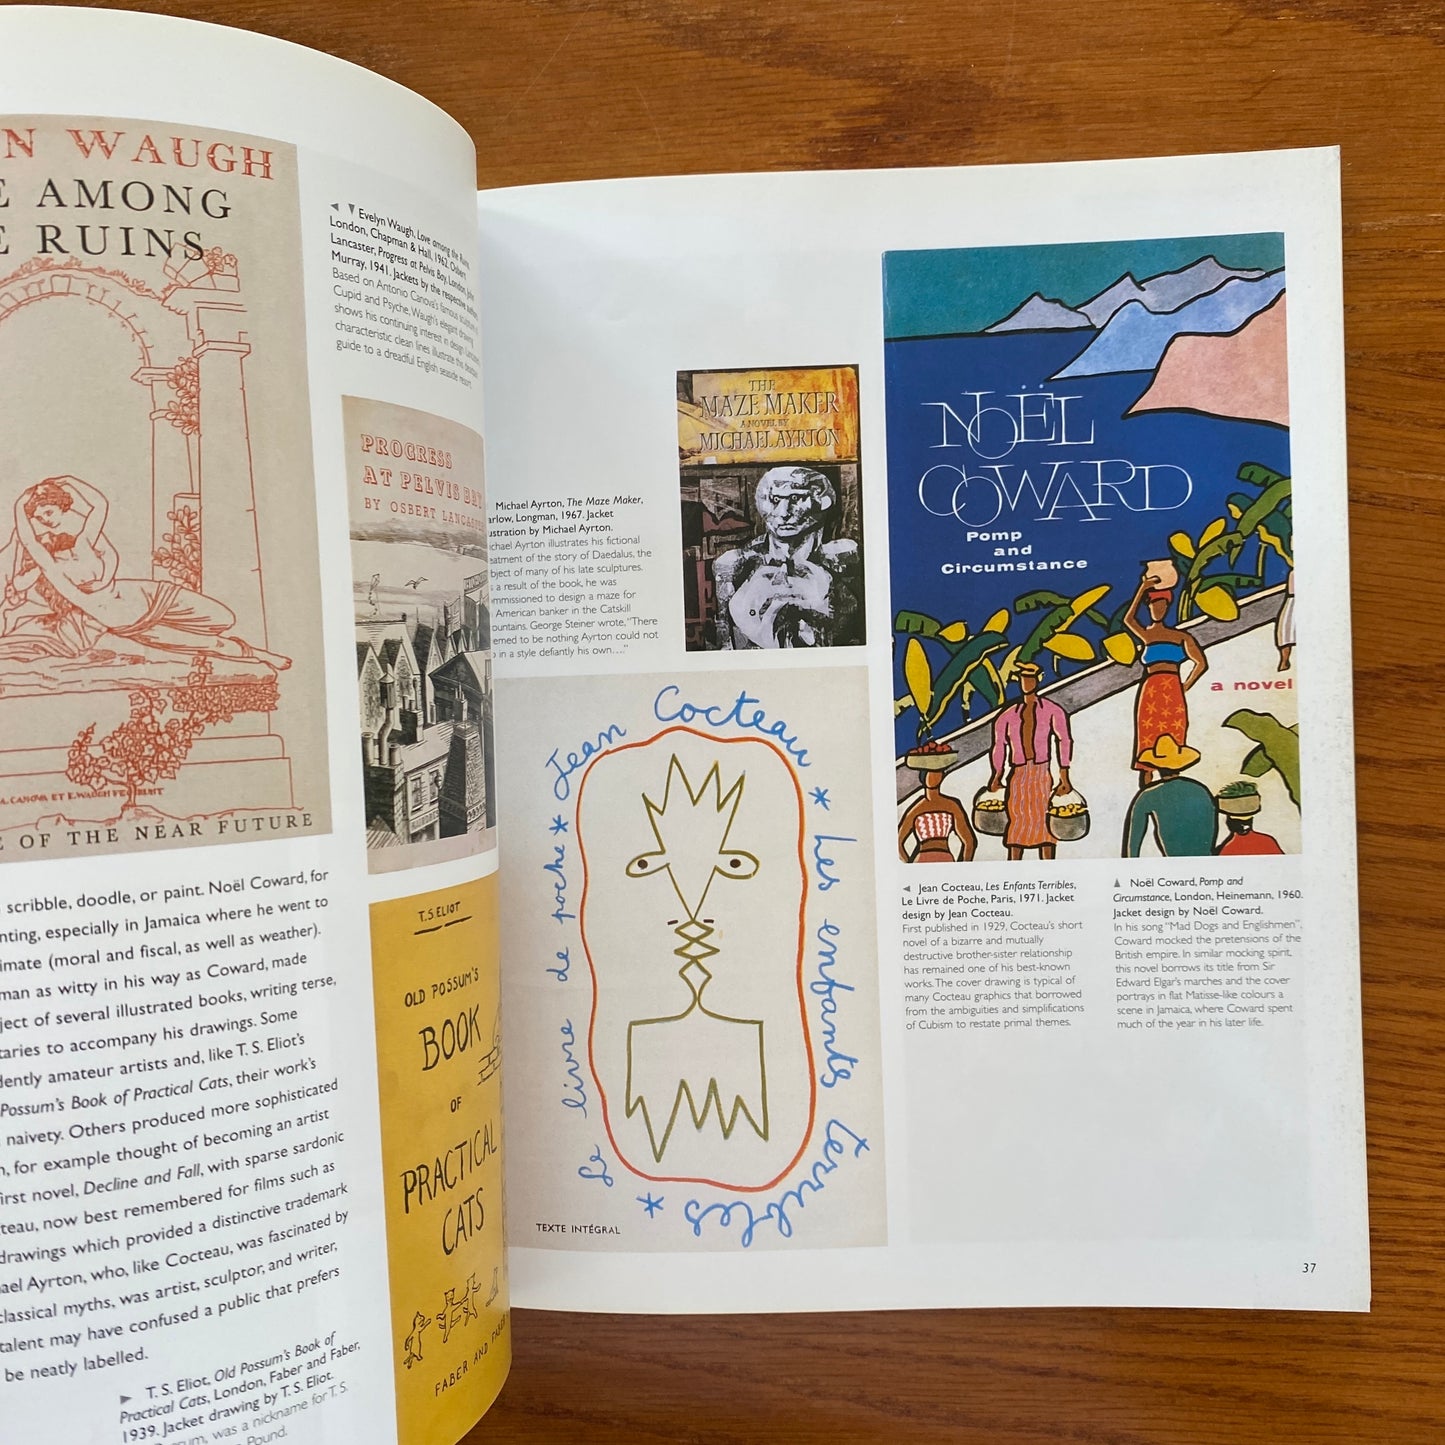 N WAUGH
E AMONG
E RUINS
A. CANOVA ET E. WAUGH FECERUNT
E OF THE NEAR FUTURE
◄ ▼ Evelyn Waugh, Love among the Ruins,
London, Chapman & Hall, 1962. Osbert
Lancaster, Progress at Pelvis Bay, London, John
Murray, 1941. Jackets by the respective authors.
Based on Antonio Canova's famous sculpture of
Cupid and Psyche, Waugh's elegant drawing
shows his continuing interest in design. Lancaster's
characteristic clean lines illustrate this deadpan
guide to a dreadful English seaside resort.
PROGRESS
AT PELVIS BAY
BY OSBERT LANCASTER
scribble, doodle, or paint. Noël Coward, for
nting, especially in Jamaica where he went to
imate (moral and fiscal, as well as weather).
man as witty in his way as Coward, made
ject of several illustrated books, writing terse,
taries to accompany his drawings. Some
dently amateur artists and, like T. S. Eliot's
Possum's Book of Practical Cats, their work's
naivety. Others produced more sophisticated
n, for example thought of becoming an artist
irst novel, Decline and Fall, with sparse sardonic
cteau, now best remembered for films such as
drawings which provided a distinctive trademark
ael Ayrton, who, like Cocteau, was fascinated by
classical myths, was artist, sculptor, and writer,
talent may have confused a public that prefers
be neatly labelled.
► T. S. Eliot, Old Possum's Book of
Practical Cats, London, Faber and Faber,
1939. Jacket drawing by T. S. Eliot.
was a nickname for T. S.
Pound.
T. S. ELIOT
OLD POSSUM'S
BOOK
OF
PRACTICAL
CATS
FABER AND FABER
Michael Ayrton, The Maze Maker,
arlow, Longman, 1967. Jacket
ustration by Michael Ayrton.
ichael Ayrton illustrates his fictional
eatment of the story of Daedalus, the
bject of many of his late sculptures.
s a result of the book, he was
mmissioned to design a maze for
American banker in the Catskill
ountains. George Steiner wrote, "There
emed to be nothing Ayrton could not
o in a style defiantly his own...."
THE
MAZE MAKER
A NOVEL BY
MICHAEL AYRTON
Jean Cocteau * Les enfants terribles * Le livre de poche *
TEXTE INTÉGRAL
NOËL
COWARD
Pomp
and
Circumstance
a novel
◄ Jean Cocteau, Les Enfants Terribles,
Le Livre de Poche, Paris, 1971. Jacket
design by Jean Cocteau.
First published in 1929, Cocteau's short
novel of a bizarre and mutually
destructive brother-sister relationship
has remained one of his best-known
works. The cover drawing is typical of
many Cocteau graphics that borrowed
from the ambiguities and simplifications
of Cubism to restate primal themes.
▲ Noël Coward, Pomp and
Circumstance, London, Heinemann, 1960.
Jacket design by Noël Coward.
In his song "Mad Dogs and Englishmen",
Coward mocked the pretensions of the
British empire. In similar mocking spirit,
this novel borrows its title from Sir
Edward Elgar's marches and the cover
portrays in flat Matisse-like colours a
scene in Jamaica, where Coward spent
much of the year in his later life.
37